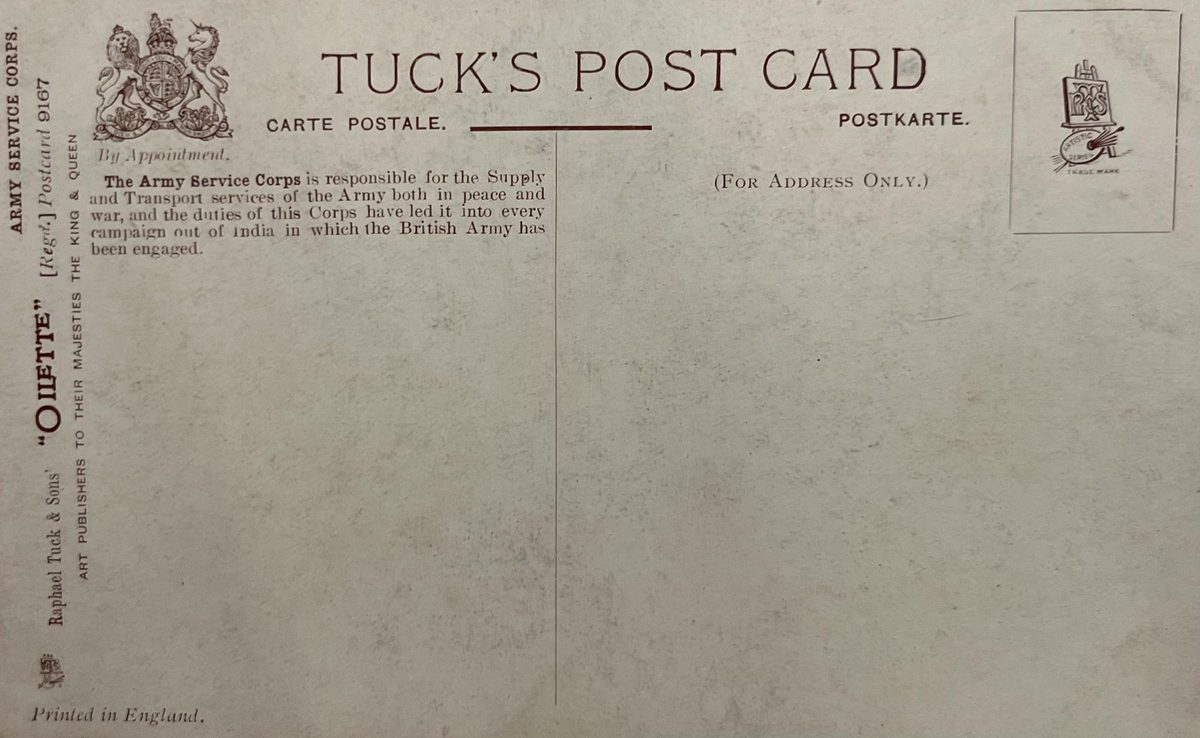 TUCK'S POST CARD
CARTE POSTALE.
POSTKARTE.
By Appointment.
The Army Service Corps is responsible for the Supply
and Transport services of the Army both in peace and
war, and the duties of this Corps have led it into every
campaign out of India in which the British Army has
been engaged.
(FOR ADDRESS ONLY.)
ARTISTIC
SERIES
TRADE MARK
ARMY SERVICE CORPS.
Raphael Tuck & Sons' "OILETTE" [Regd.] Postcard 9167
ART PUBLISHERS TO THEIR MAJESTIES THE KING & QUEEN
Printed in England.